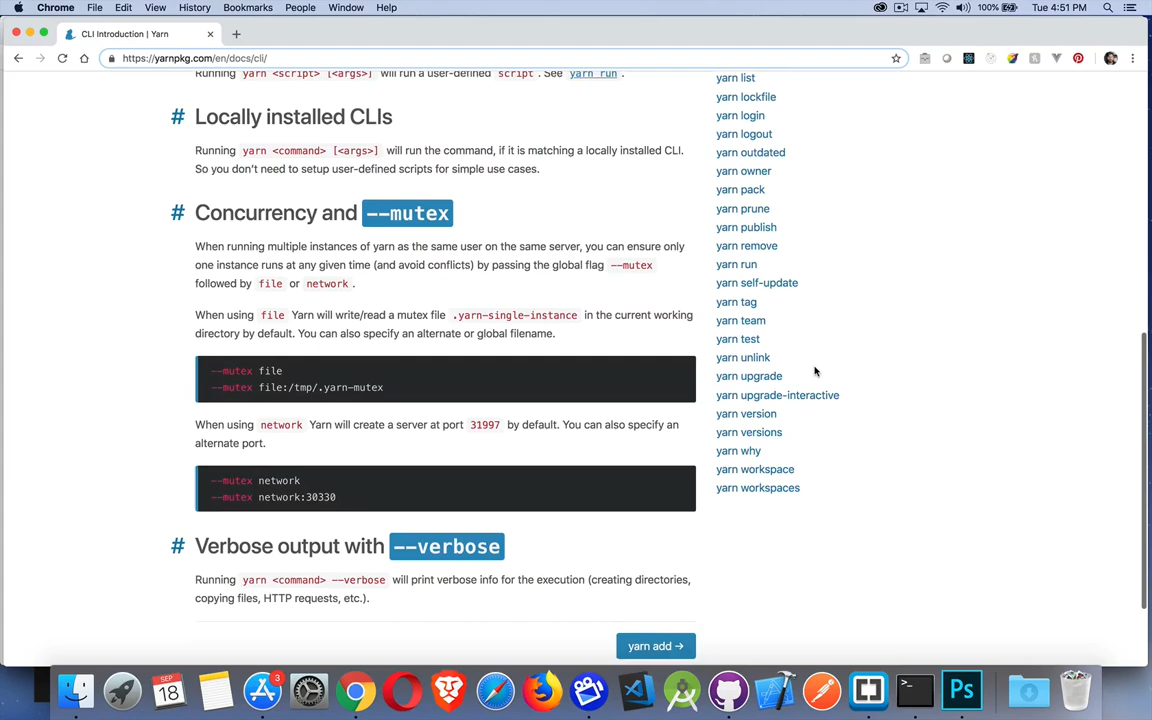 Chrome File Edit View History Bookmarks People Window Help 100% Tue 4:51 PM
CLI Introduction | Yarn
https://yarnpkg.com/en/docs/cli/
Running yarn <script> [<args>] will run a user-defined script. See yarn run.
# Locally installed CLIs
Running yarn <command> [<args>] will run the command, if it is matching a locally installed CLI.
So you don't need to setup user-defined scripts for simple use cases.
# Concurrency and --mutex
When running multiple instances of yarn as the same user on the same server, you can ensure only
one instance runs at any given time (and avoid conflicts) by passing the global flag --mutex
followed by file or network.
When using file Yarn will write/read a mutex file .yarn-single-instance in the current working
directory by default. You can also specify an alternate or global filename.
--mutex file
--mutex file:/tmp/.yarn-mutex
When using network Yarn will create a server at port 31997 by default. You can also specify an
alternate port.
--mutex network
--mutex network:30330
# Verbose output with --verbose
Running yarn <command> --verbose will print verbose info for the execution (creating directories,
copying files, HTTP requests, etc.).
yarn add →
yarn list
yarn lockfile
yarn login
yarn logout
yarn outdated
yarn owner
yarn pack
yarn prune
yarn publish
yarn remove
yarn run
yarn self-update
yarn tag
yarn team
yarn test
yarn unlink
yarn upgrade
yarn upgrade-interactive
yarn version
yarn versions
yarn why
yarn workspace
yarn workspaces
SEP
18
3
>_
Ps